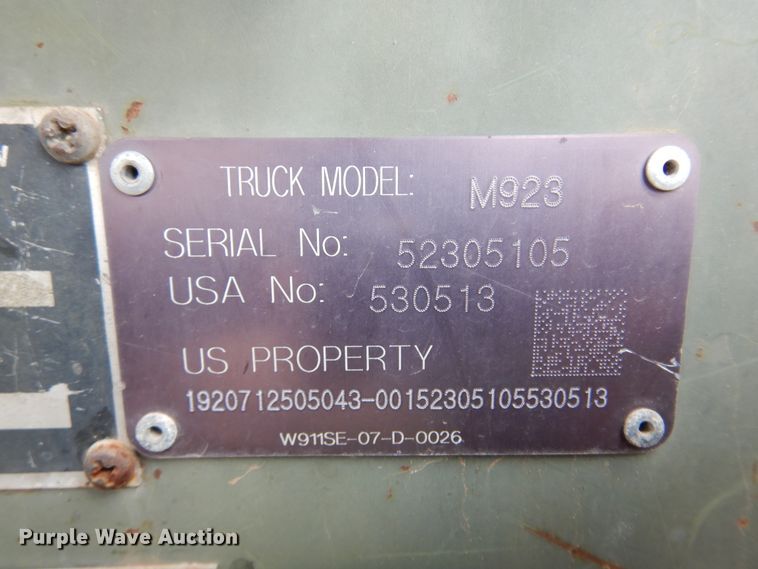 TRUCK MODEL: M923
SERIAL No: 52305105
USA No: 530513
US PROPERTY
1920712505043-00152305105530513
W911SE-07-D-0026
Purple Wave Auction